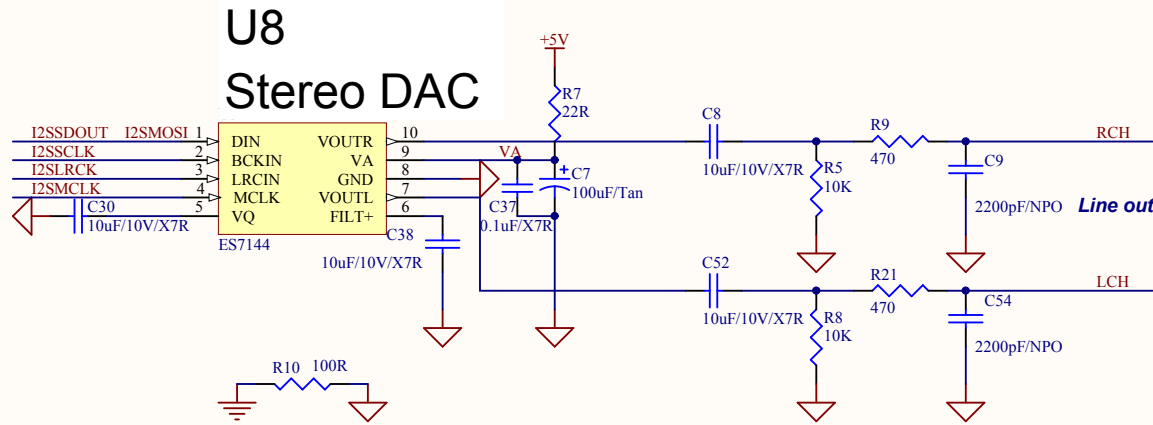 U8
Stereo DAC
+5V
R7
22R
I2SSDOUT I2SMOSI 1 DIN VOUTR 10
I2SSCLK 2 BCKIN VA 9 VA
I2SLRCK 3 LRCIN GND 8
I2SMCLK 4 MCLK VOUTL 7
5 VQ FILT+ 6
ES7144
C30
10uF/10V/X7R
C38
10uF/10V/X7R
C37
0.1uF/X7R
+
C7
100uF/Tan
C8
10uF/10V/X7R
R5
10K
R9
470
C9
2200pF/NPO
RCH
Line out
C52
10uF/10V/X7R
R8
10K
R21
470
C54
2200pF/NPO
LCH
R10 100R